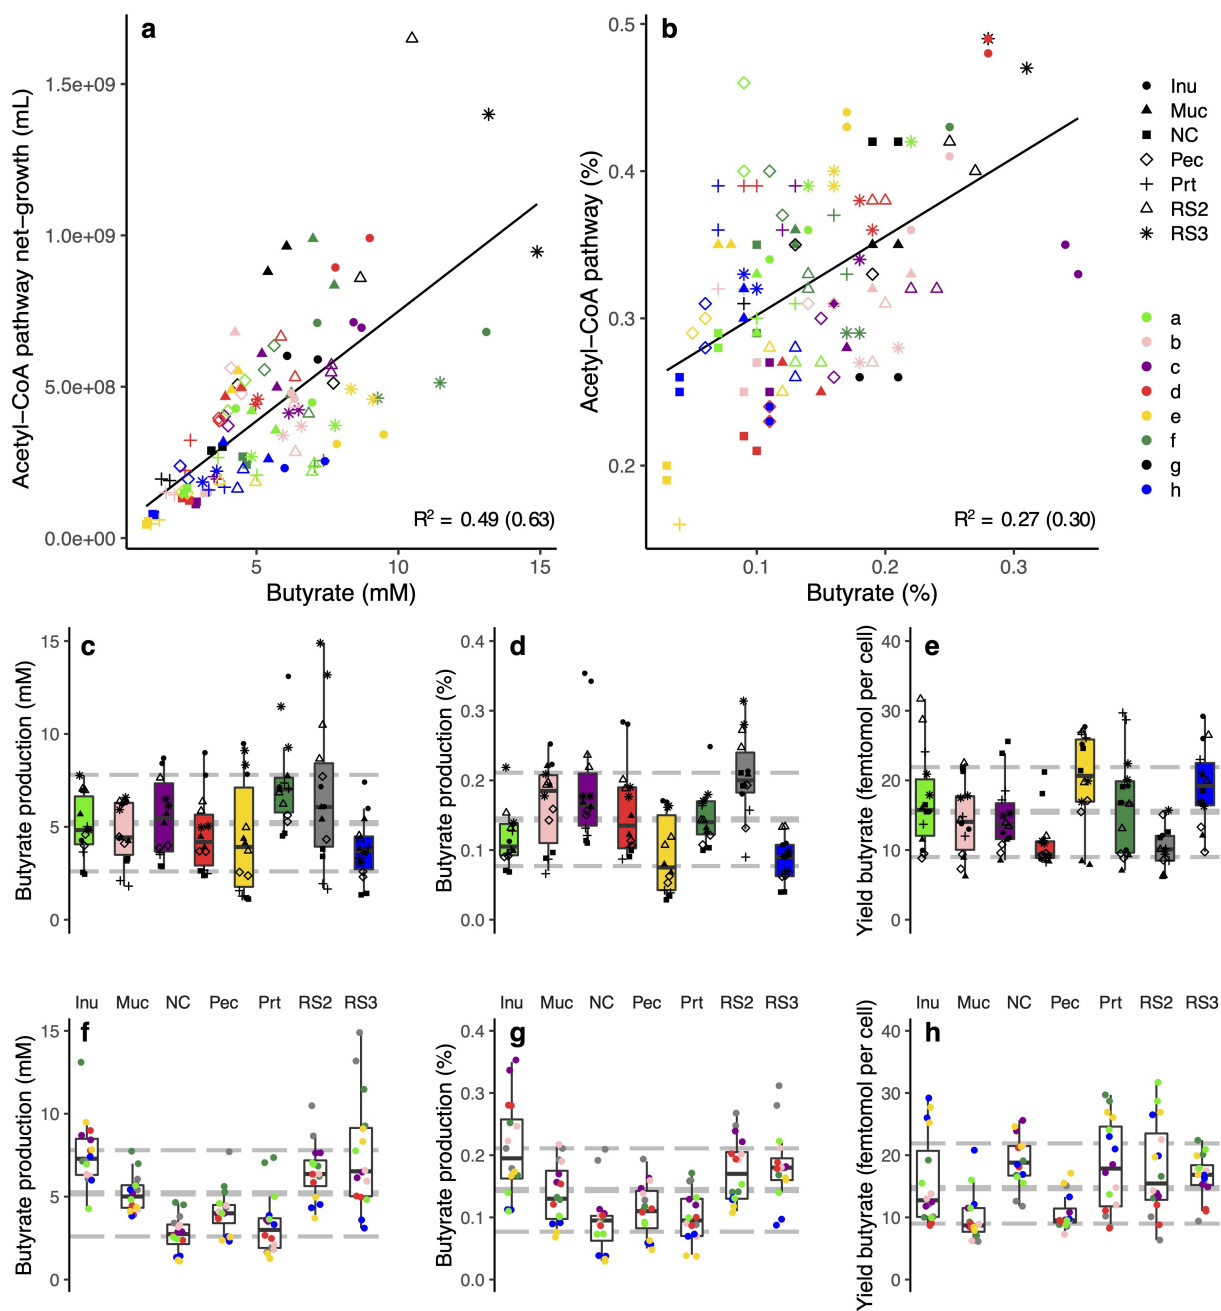 a
Acetyl−CoA pathway net−growth (mL)
1.5e+09
1.0e+09
5.0e+08
0.0e+00
5
10
15
Butyrate (mM)
R² = 0.49 (0.63)
b
Acetyl−CoA pathway (%)
0.5
0.4
0.3
0.2
0.1
0.2
0.3
Butyrate (%)
R² = 0.27 (0.30)
Inu
Muc
NC
Pec
Prt
RS2
RS3
a
b
c
d
e
f
g
h
c
Butyrate production (mM)
15
10
5
0
d
Butyrate production (%)
0.4
0.3
0.2
0.1
0.0
e
Yield butyrate (femtomol per cell)
40
30
20
10
0
Inu Muc NC Pec Prt RS2 RS3
f
Butyrate production (mM)
15
10
5
0
Inu Muc NC Pec Prt RS2 RS3
g
Butyrate production (%)
0.4
0.3
0.2
0.1
0.0
Inu Muc NC Pec Prt RS2 RS3
h
Yield butyrate (femtomol per cell)
40
30
20
10
0